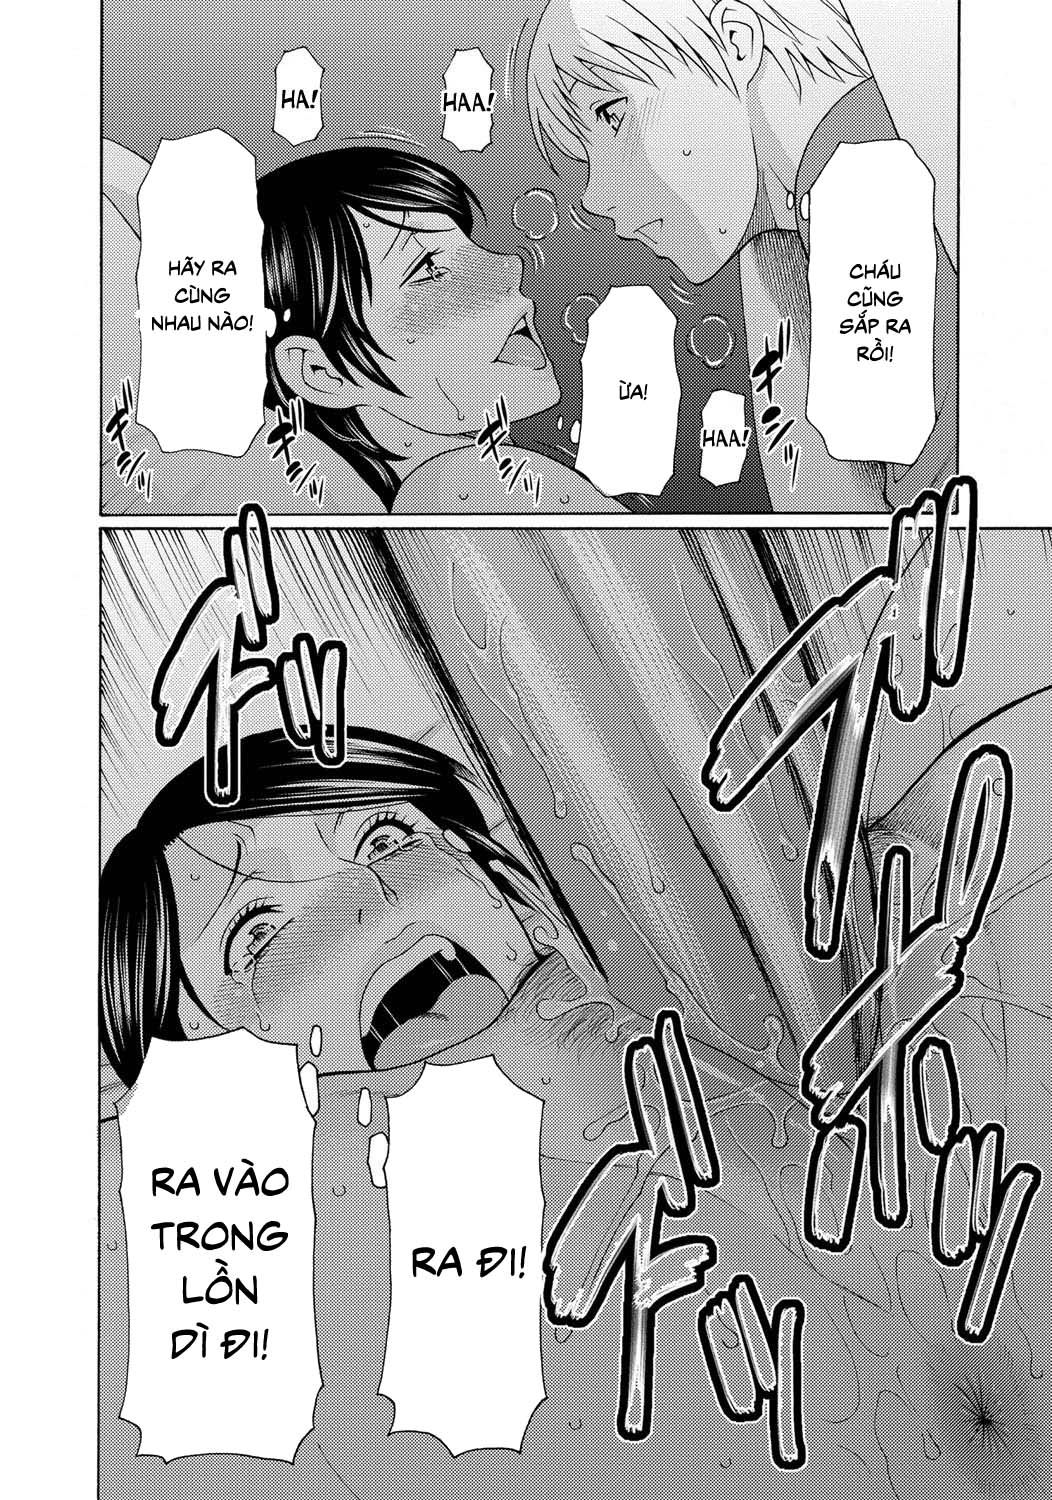 CHÁU
CŨNG
SẮP RA
RỒI!
HAA!
HAA!
ỪA!
HA!
HÃY RA
CÙNG
NHAU NÀO!
RA ĐI!
RA VÀO
TRONG
LỒN
DÌ ĐI!